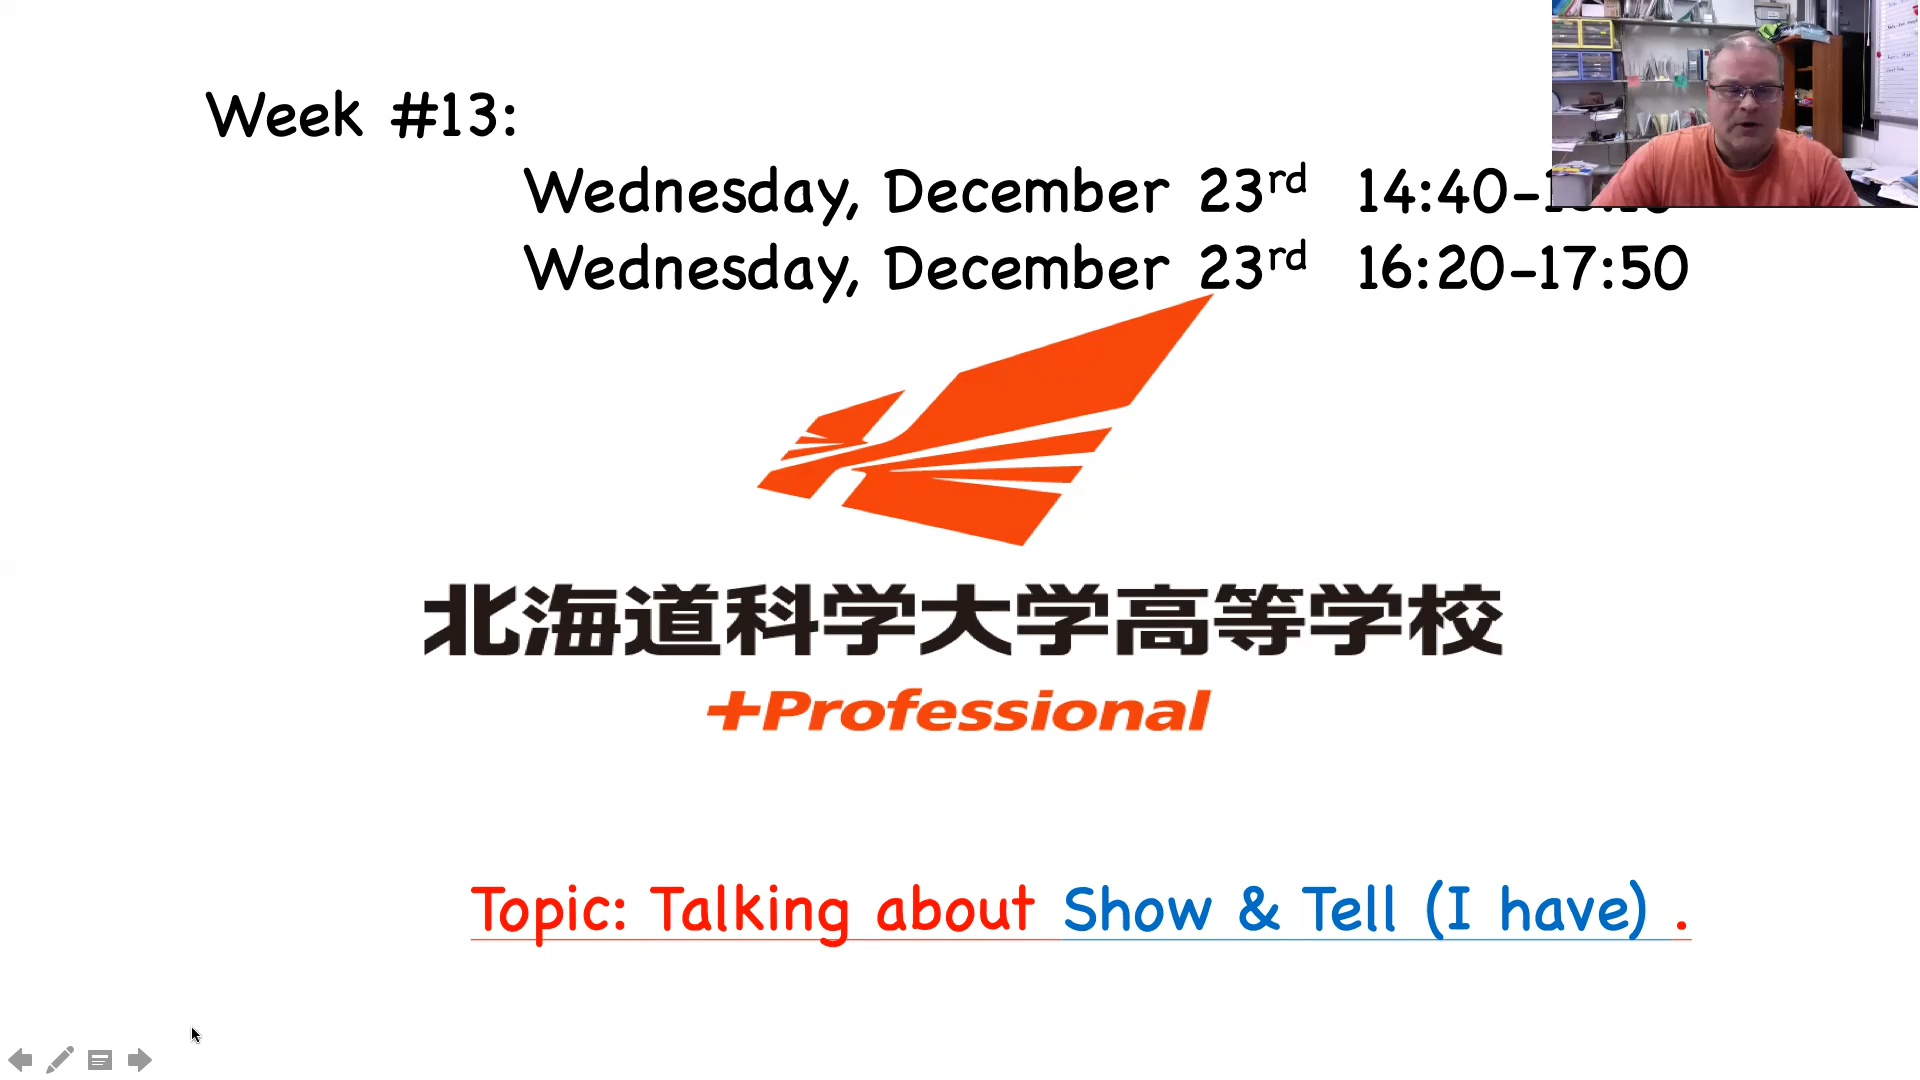 Week #13:
Wednesday, December 23rd 14:40-
Wednesday, December 23rd 16:20-17:50
北海道科学大学高等学校
+Professional
Topic: Talking about Show & Tell (I have) .